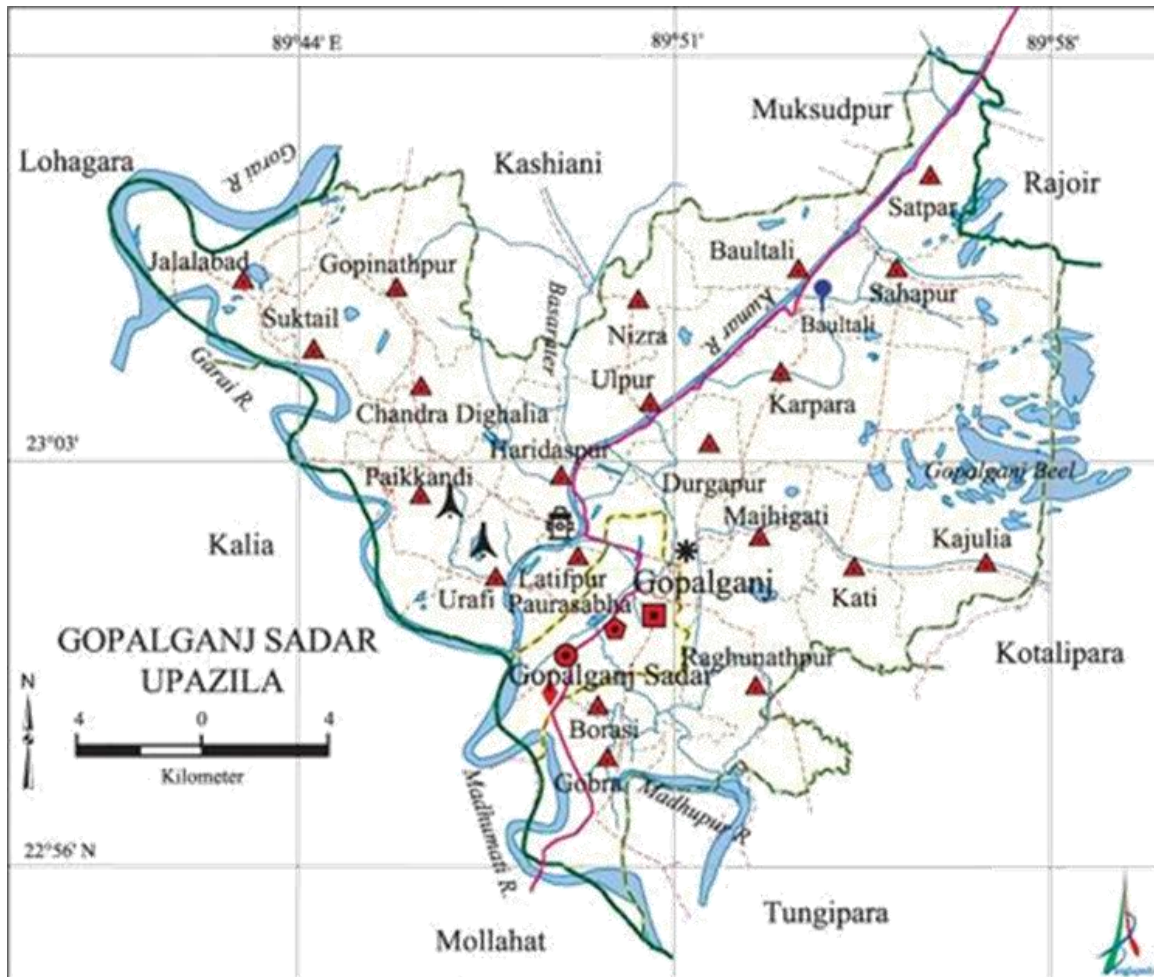 89°44' E
89°51'
89°58'
Muksudpur
Lohagara
Gorai R.
Kashiani
Rajoir
Satpar
Jalalabad
Gopinathpur
Baultali
Sahapur
Suktail
Basar
Nizra
Kumar R.
Baultali
Garai R.
Ulpur
Chandra Dighalia
Karpara
23°03'
Haridaspur
Gopalganj Beel
Paikkandi
Durgapur
Majhigati
Kajulia
Kalia
Latifpur
Gopalganj
Urafi
Paurasabha
Kati
GOPALGANJ SADAR
UPAZILA
Raghunathpur
Kotalipara
Gopalganj Sadar
N
4 0 4
Kilometer
Borasi
Gobra
Madhumati R.
Madhupur R
22°56' N
Tungipara
Mollahat